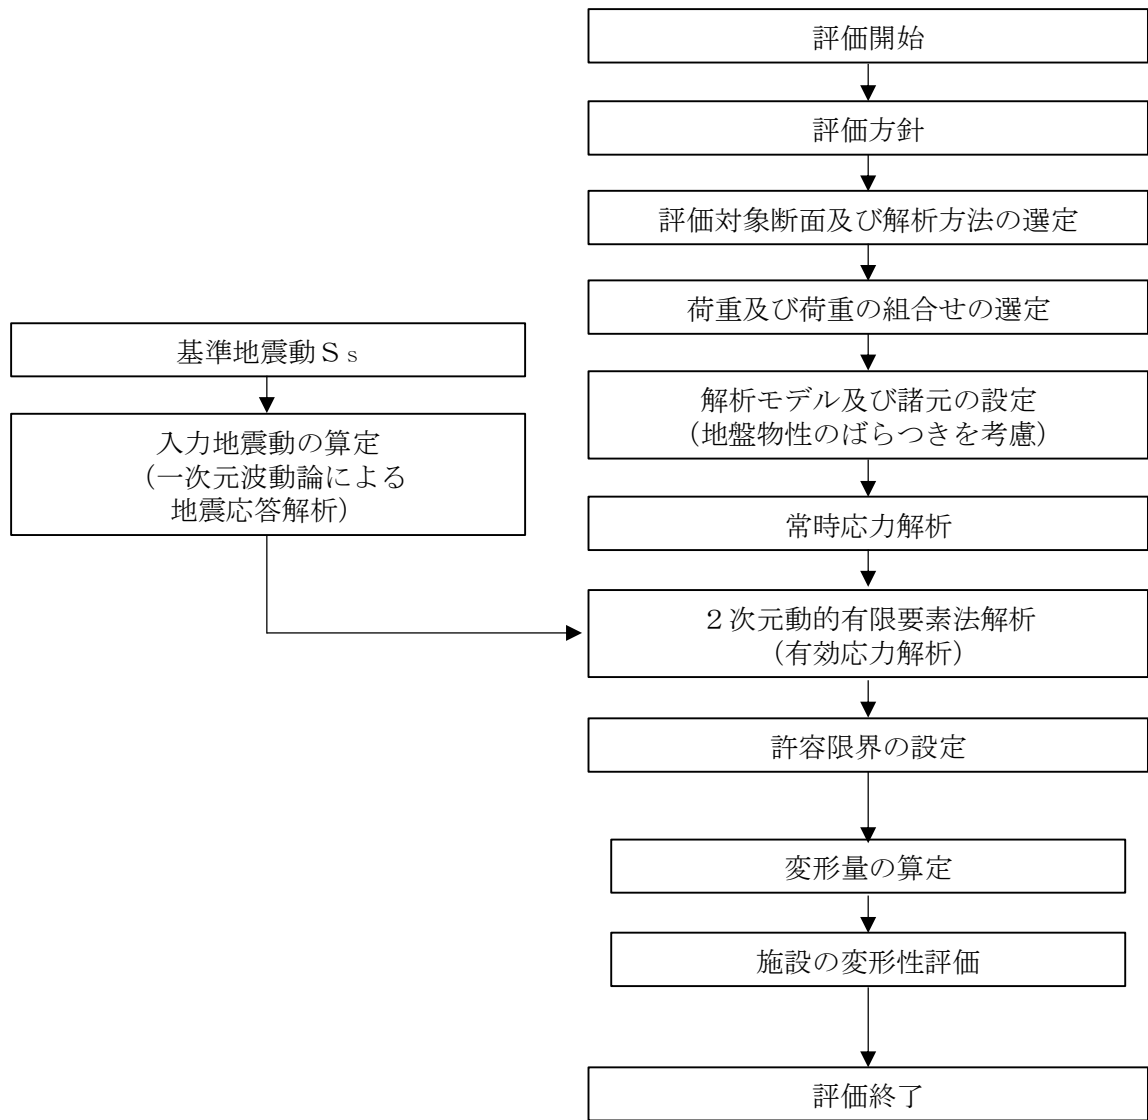 評価開始
評価方針
評価対象断面及び解析方法の選定
荷重及び荷重の組合せの選定
基準地震動Ｓｓ
入力地震動の算定
（一次元波動論による
地震応答解析）
解析モデル及び諸元の設定
（地盤物性のばらつきを考慮）
常時応力解析
２次元動的有限要素法解析
（有効応力解析）
許容限界の設定
変形量の算定
施設の変形性評価
評価終了